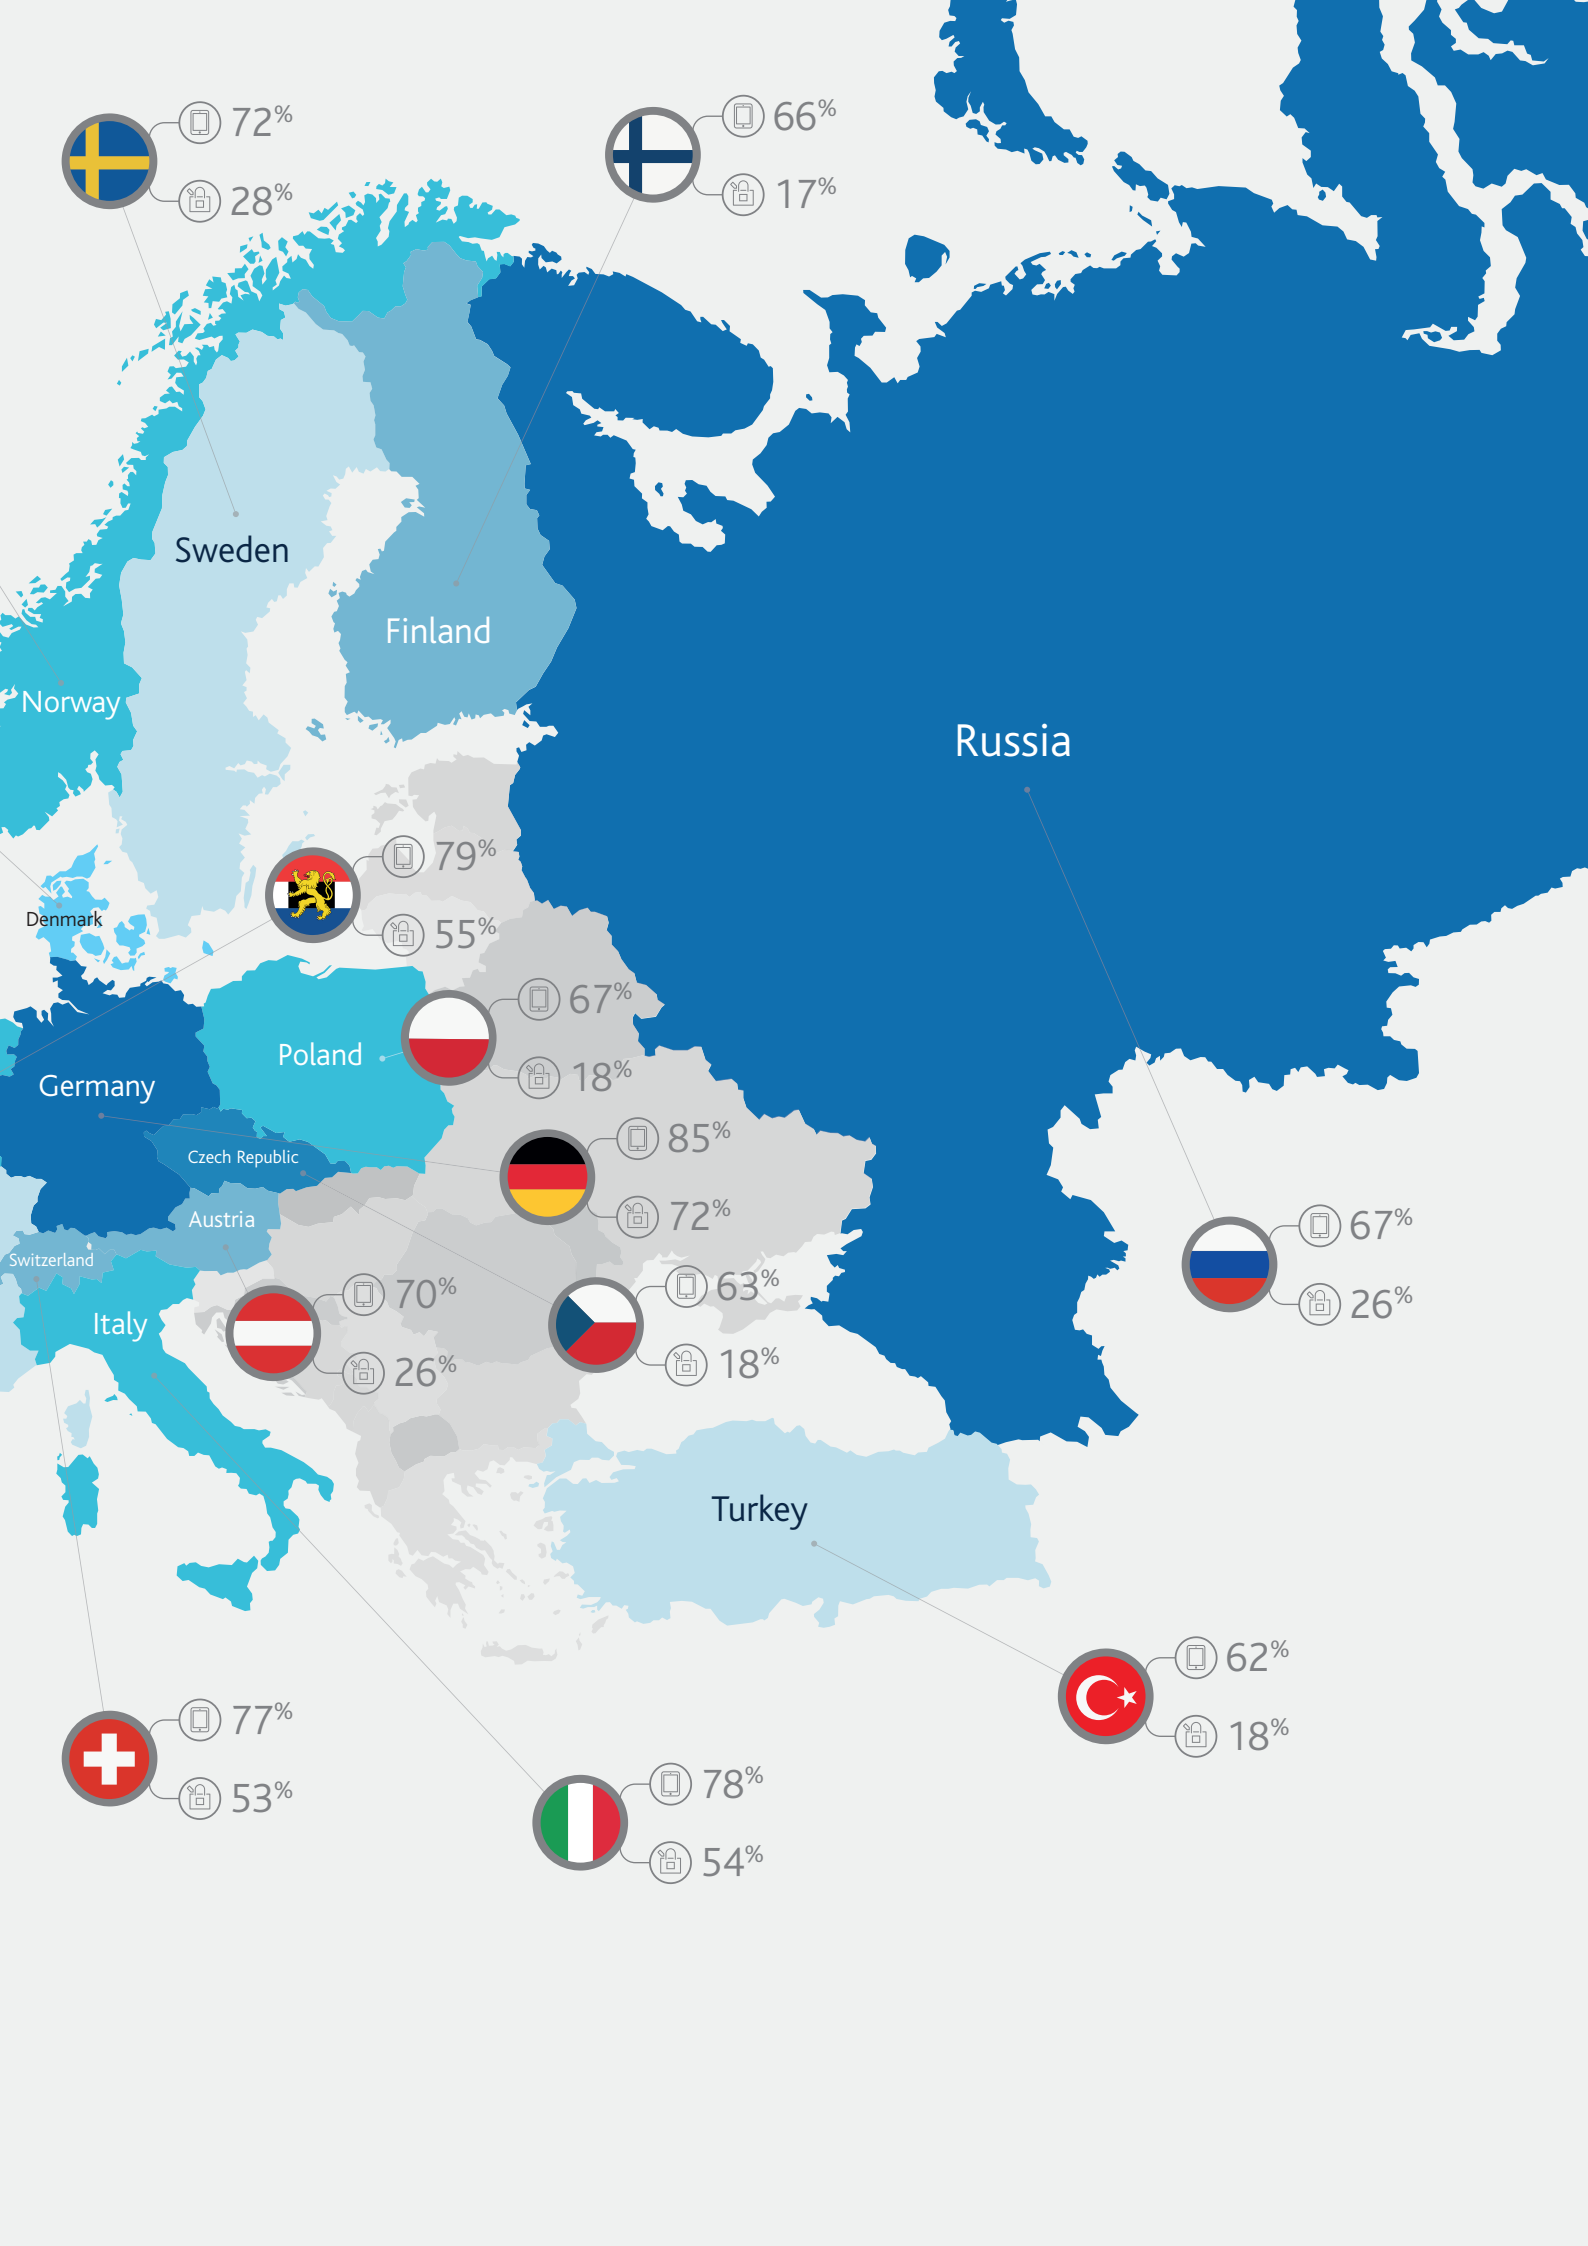 72%
66%
28%
17%
Sweden
Finland
Norway
Russia
79%
Denmark
55%
67%
Poland
Germany
18%
85%
Czech Republic
Austria
72%
67%
Switzerland
63%
70%
26%
Italy
18%
26%
Turkey
62%
77%
18%
78%
53%
54%